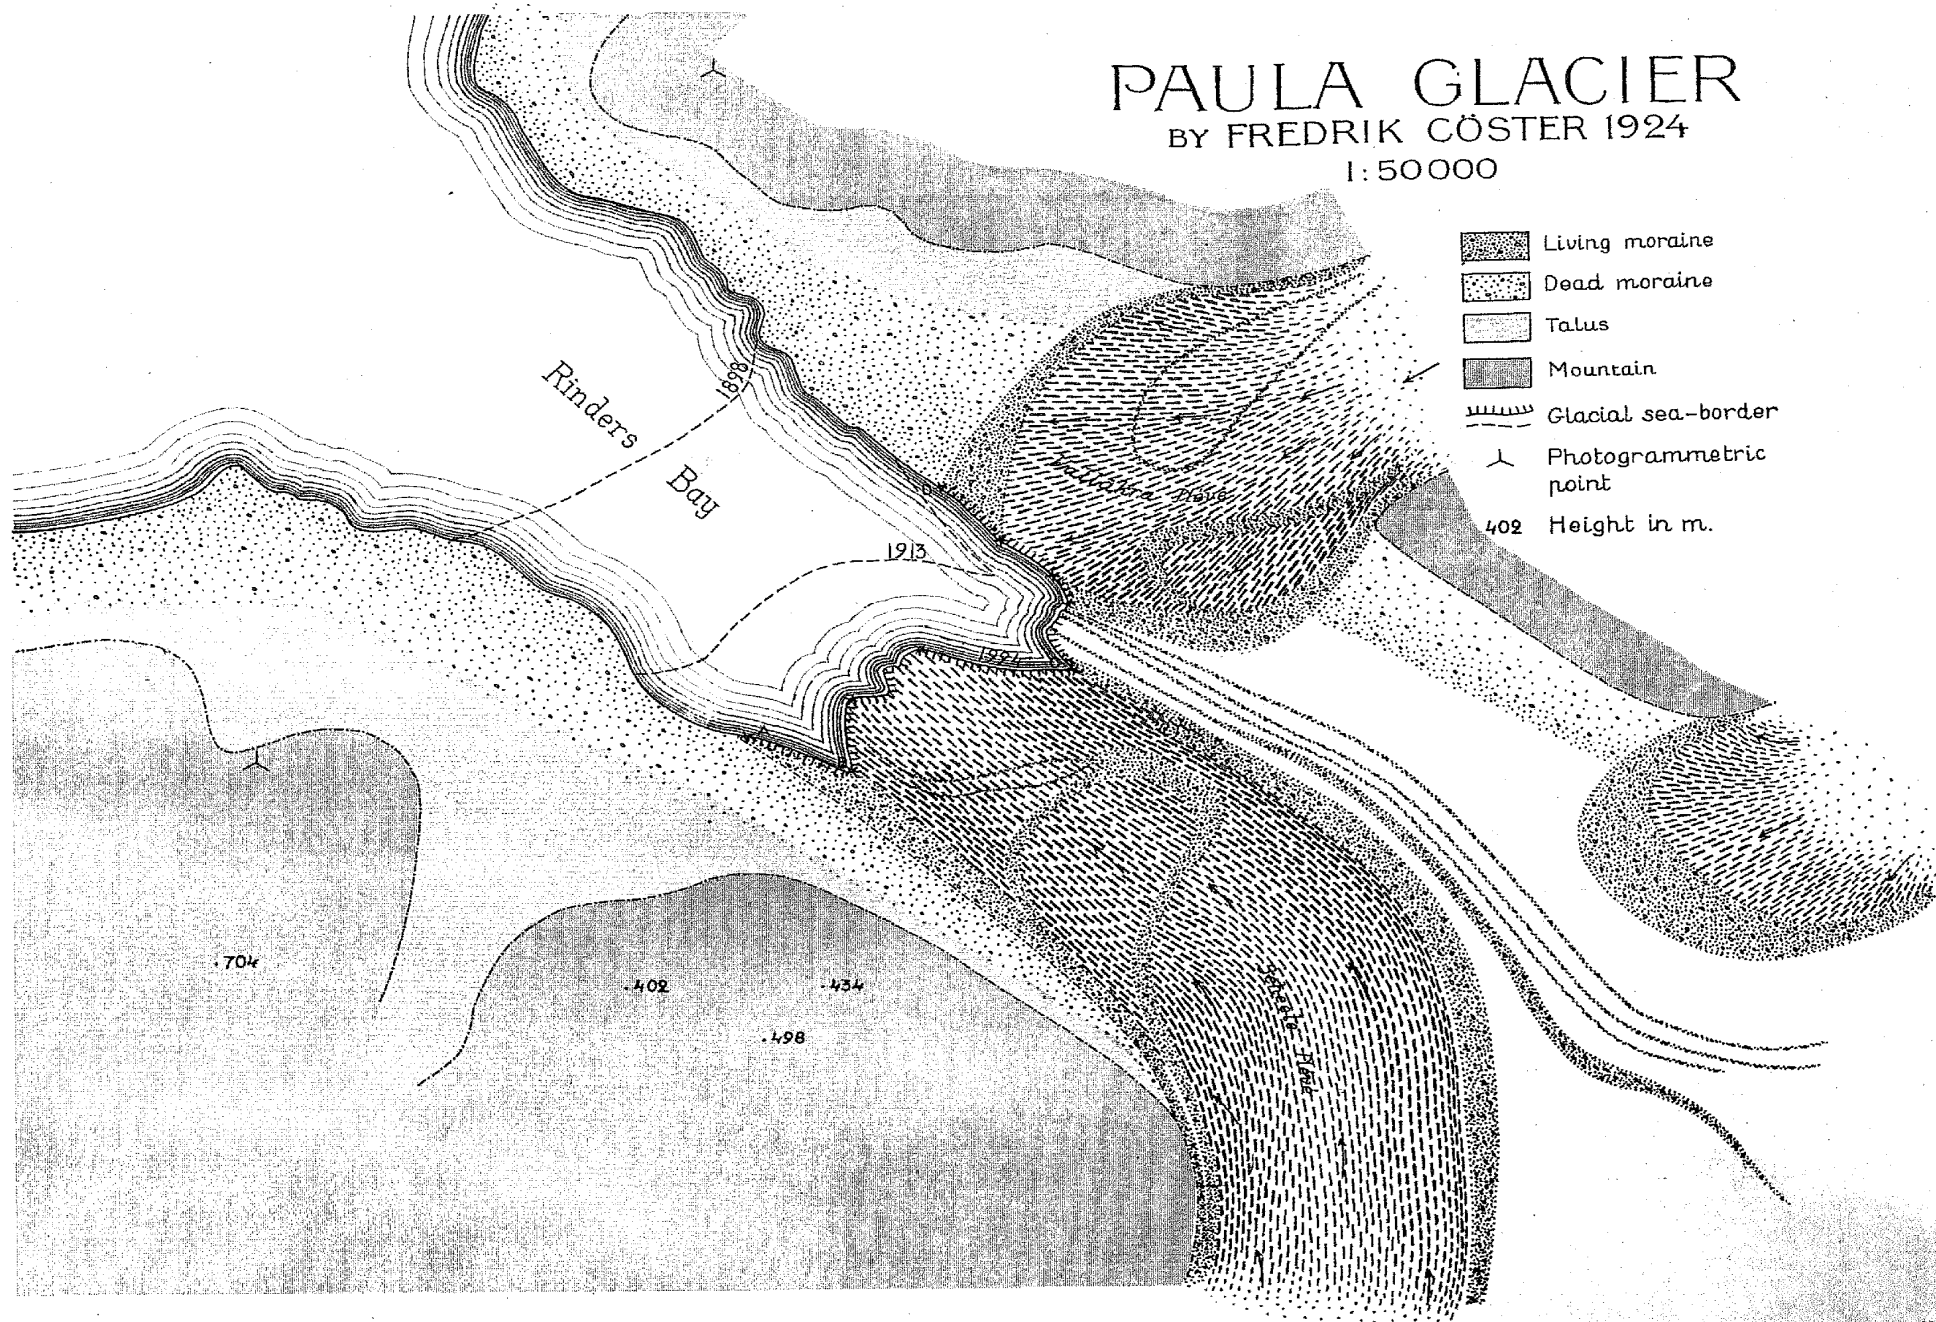 PAULA GLACIER
BY FREDRIK CÖSTER 1924
1:50000
Living moraine
Dead moraine
Talus
Mountain
Glacial sea-border
Photogrammetric
point
402 Height in m.
Rinders
Bay
1898
1913
.704
.402
.434
.498